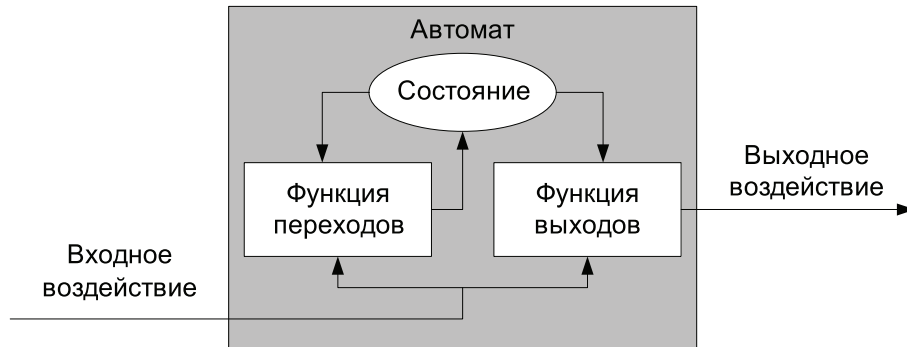 Автомат
Состояние
Функция
переходов
Функция
выходов
Выходное
воздействие
Входное
воздействие